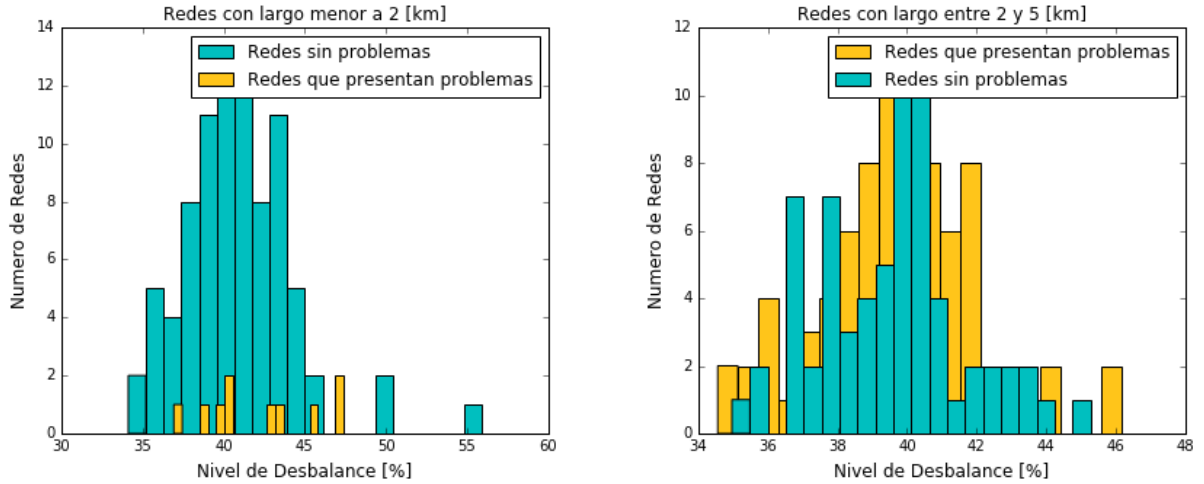 Redes con largo menor a 2 [km]
14
12
10
8
6
4
2
0
Numero de Redes
Redes sin problemas
Redes que presentan problemas
30 35 40 45 50 55 60
Nivel de Desbalance [%]
Redes con largo entre 2 y 5 [km]
12
10
8
6
4
2
0
Numero de Redes
Redes que presentan problemas
Redes sin problemas
34 36 38 40 42 44 46 48
Nivel de Desbalance [%]